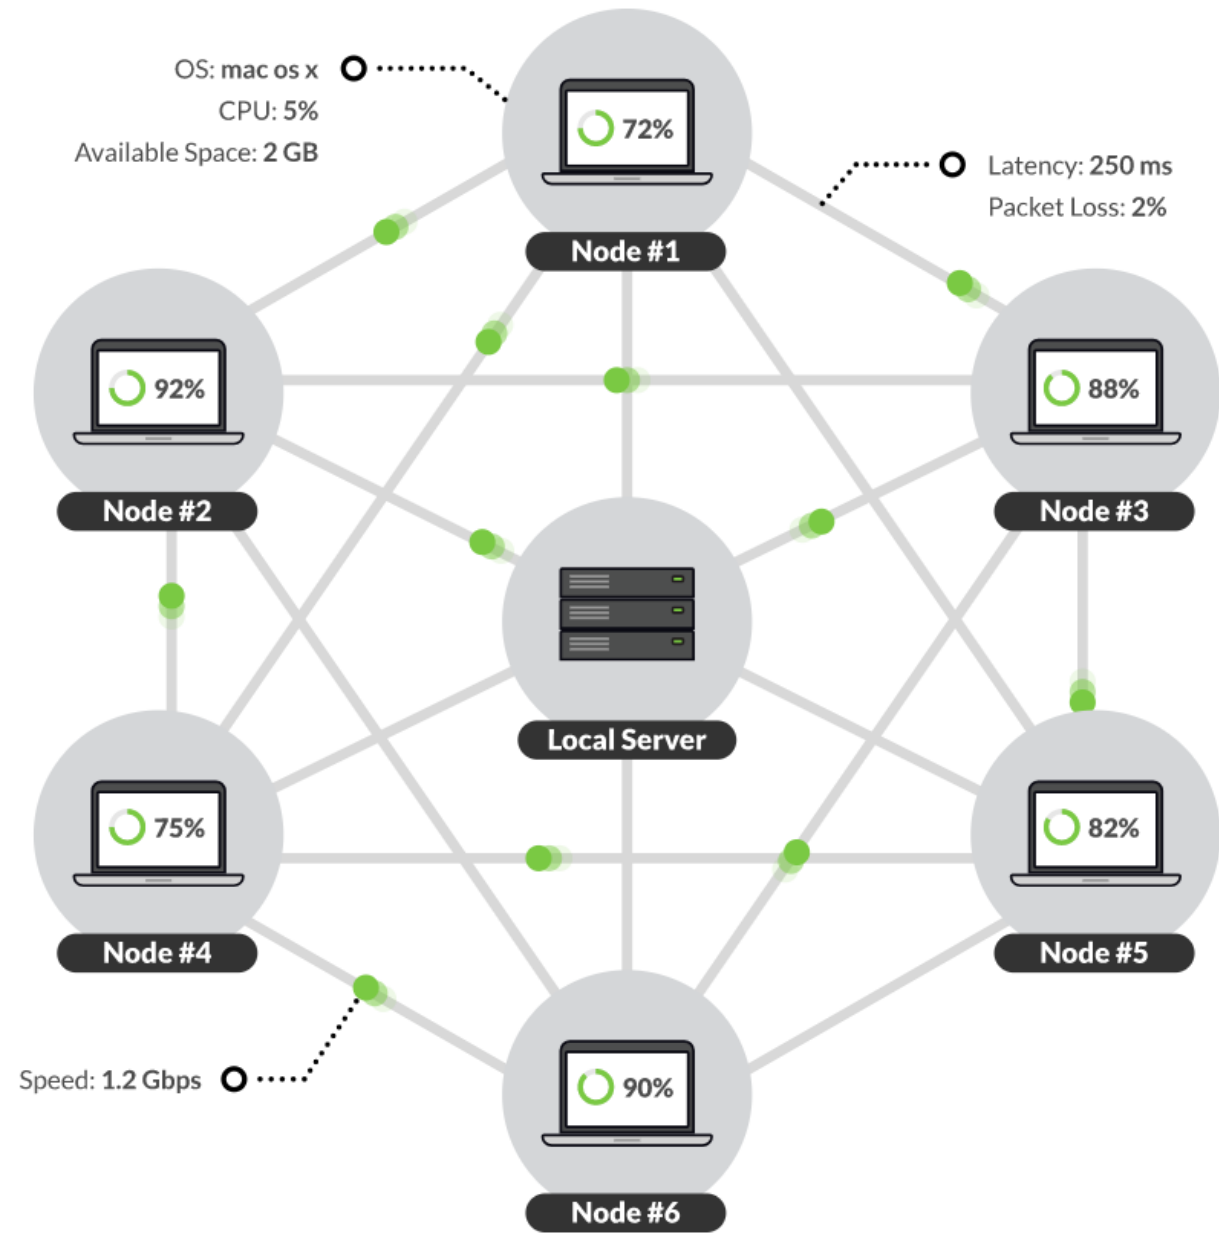 OS: mac os x
CPU: 5%
Available Space: 2 GB
72%
Node #1
Latency: 250 ms
Packet Loss: 2%
92%
Node #2
88%
Node #3
Local Server
75%
Node #4
82%
Node #5
Speed: 1.2 Gbps
90%
Node #6